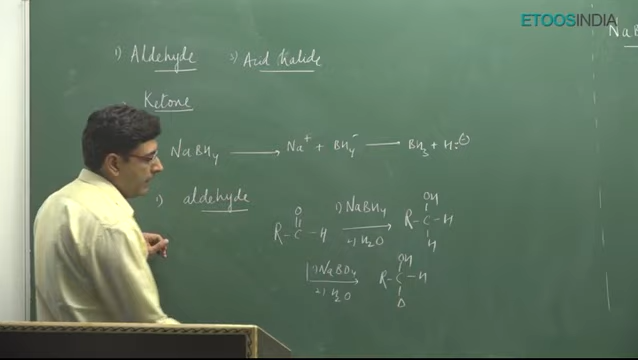 ETOOSINDIA
1) Aldehyde 3) Acid Halide
Ketone
NaBH4 ⟶ Na+ + BH4− ⟶ BH3 + H:⊖
1) aldehyde
O
||
R-C-H
1) NaBH4
2) H2O
OH
|
R-C-H
|
H
1) NaBD4
2) H2O
OH
|
R-C-H
|
D